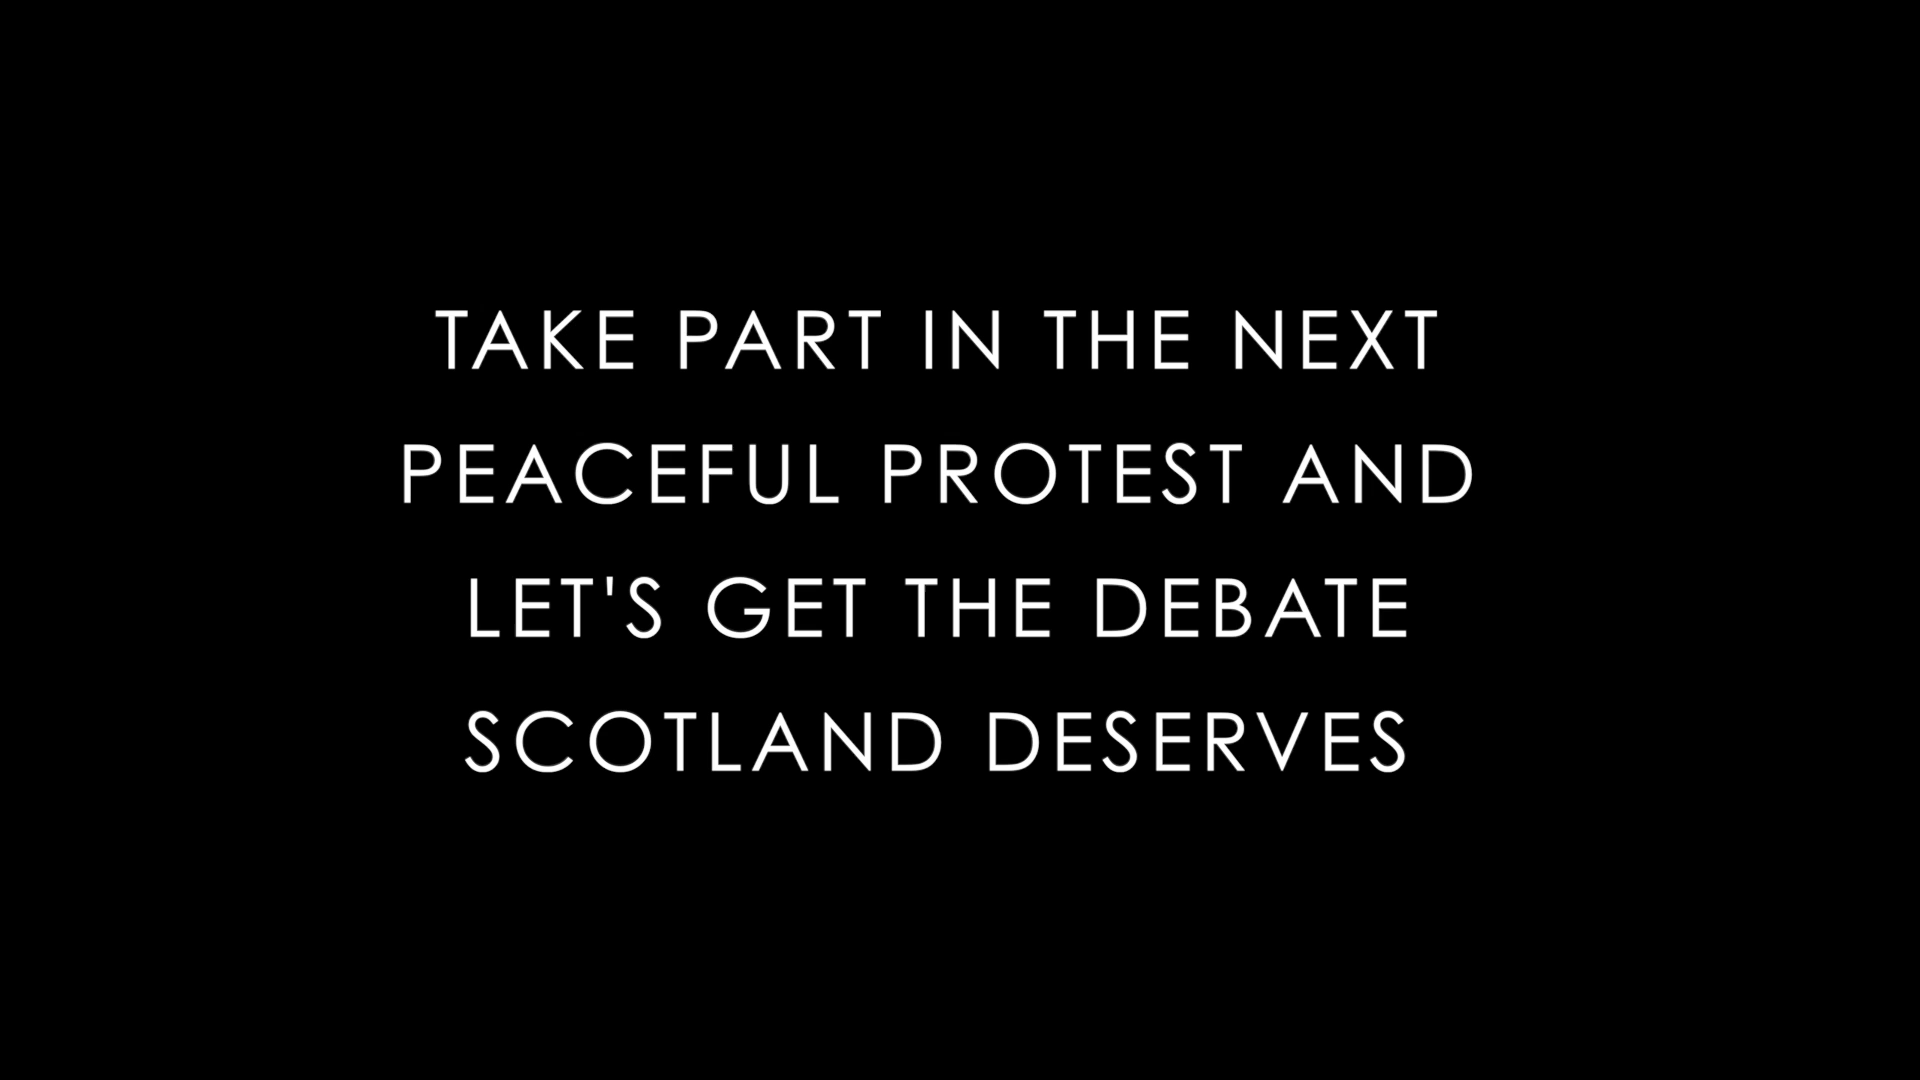 TAKE PART IN THE NEXT
PEACEFUL PROTEST AND
LET'S GET THE DEBATE
SCOTLAND DESERVES